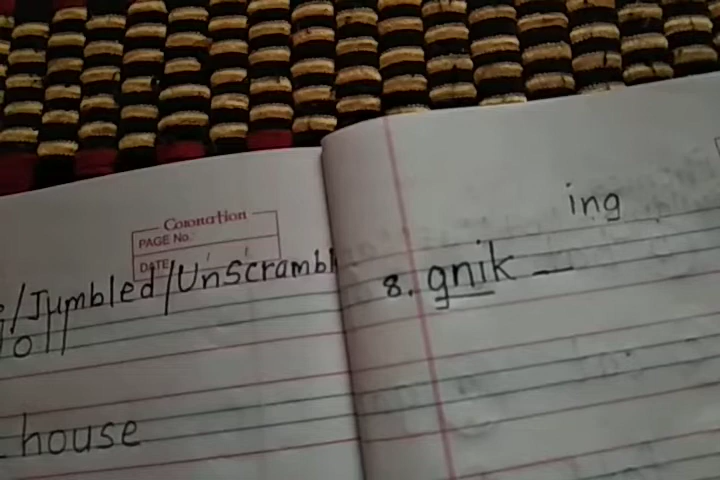 Coronation
PAGE No.
DATE
/Jumbled/Unscrambl
house
ing
8. gnik —